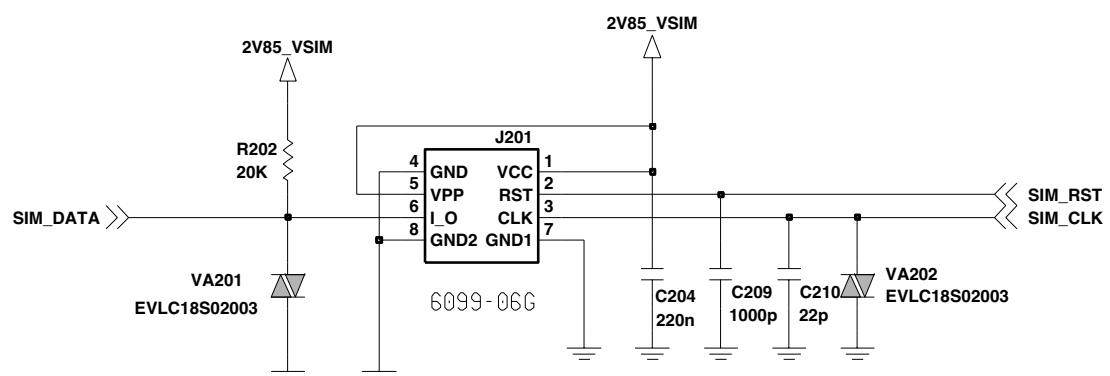 2V85_VSIM
2V85_VSIM
J201
R202
20K
4 GND VCC 1
5 VPP RST 2
6 I_O CLK 3
8 GND2 GND1 7
SIM_DATA
SIM_RST
SIM_CLK
VA201
EVLC18S02003
6099-06G
C204
220n
C209
1000p
C210
22p
VA202
EVLC18S02003